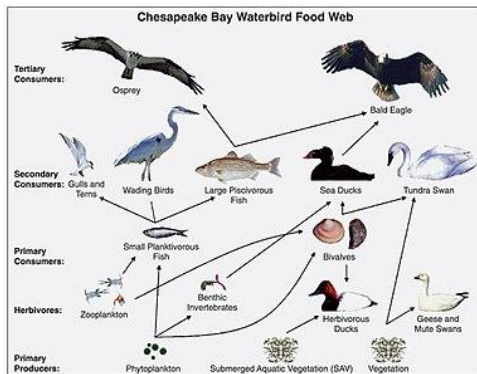 Chesapeake Bay Waterbird Food Web
Tertiary
Consumers:
Osprey
Bald Eagle
Secondary
Consumers:
Gulls and
Terns
Wading Birds
Large Piscivorous
Fish
Sea Ducks
Tundra Swan
Small Planktivorous
Fish
Primary
Consumers:
Bivalves
Benthic
Invertebrates
Herbivores:
Zooplankton
Herbivorous
Ducks
Geese and
Mute Swans
Primary
Producers:
Phytoplankton
Submerged Aquatic Vegetation (SAV)
Vegetation